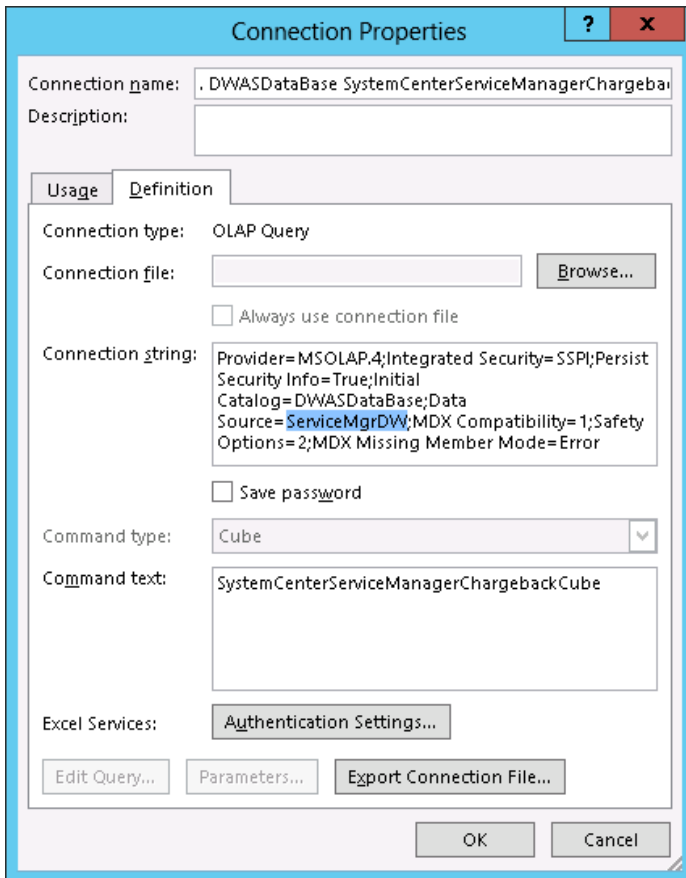 Connection Properties
?
x
Connection name:
. DWASDataBase SystemCenterServiceManagerChargeba
Description:
Usage
Definition
Connection type:
OLAP Query
Connection file:
Browse...
Always use connection file
Connection string:
Provider=MSOLAP.4;Integrated Security=SSPI;Persist
Security Info=True;Initial
Catalog=DWASDataBase;Data
Source=ServiceMgrDW;MDX Compatibility=1;Safety
Options=2;MDX Missing Member Mode=Error
Save password
Command type:
Cube
Command text:
SystemCenterServiceManagerChargebackCube
Excel Services:
Authentication Settings...
Edit Query...
Parameters...
Export Connection File...
OK
Cancel